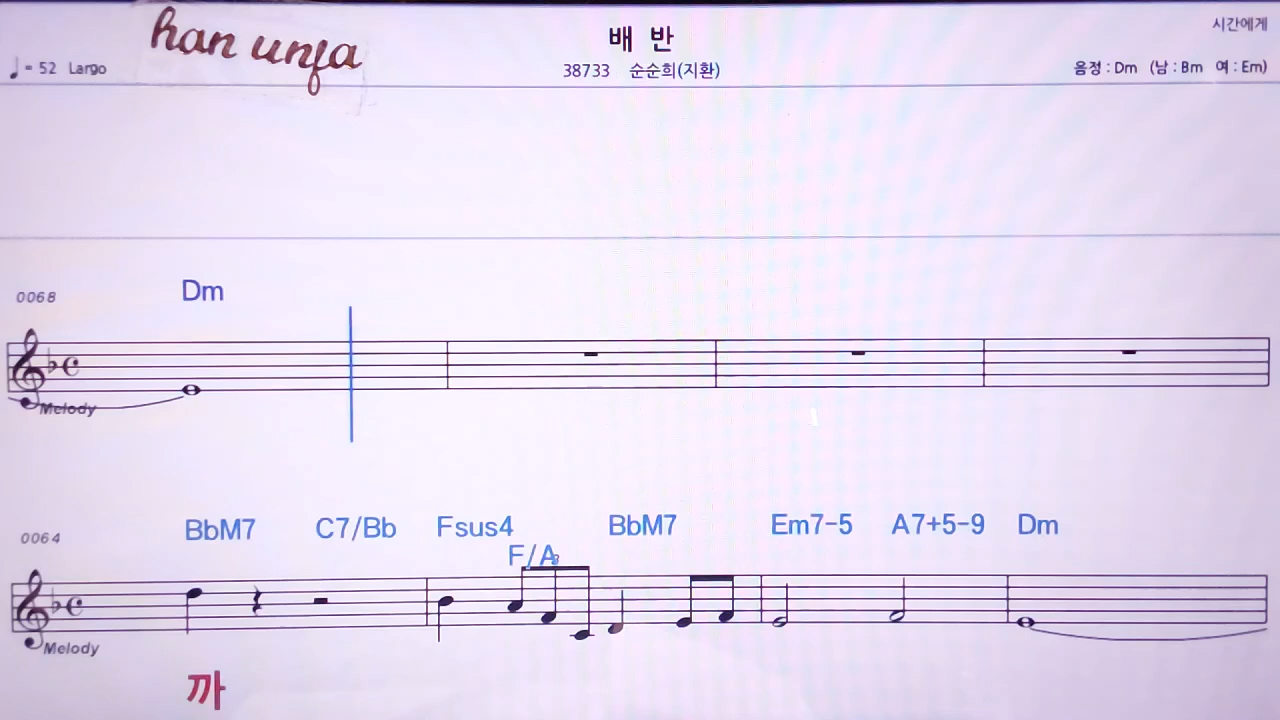 han unja
배 반
시간에게
♩= 52 Largo
38733 순순희(지환)
음정 : Dm (남 : Bm 여 : Em)
0068
Dm
Melody
0064
BbM7 C7/Bb Fsus4 BbM7 Em7-5 A7+5-9 Dm
F/A
3
Melody
까